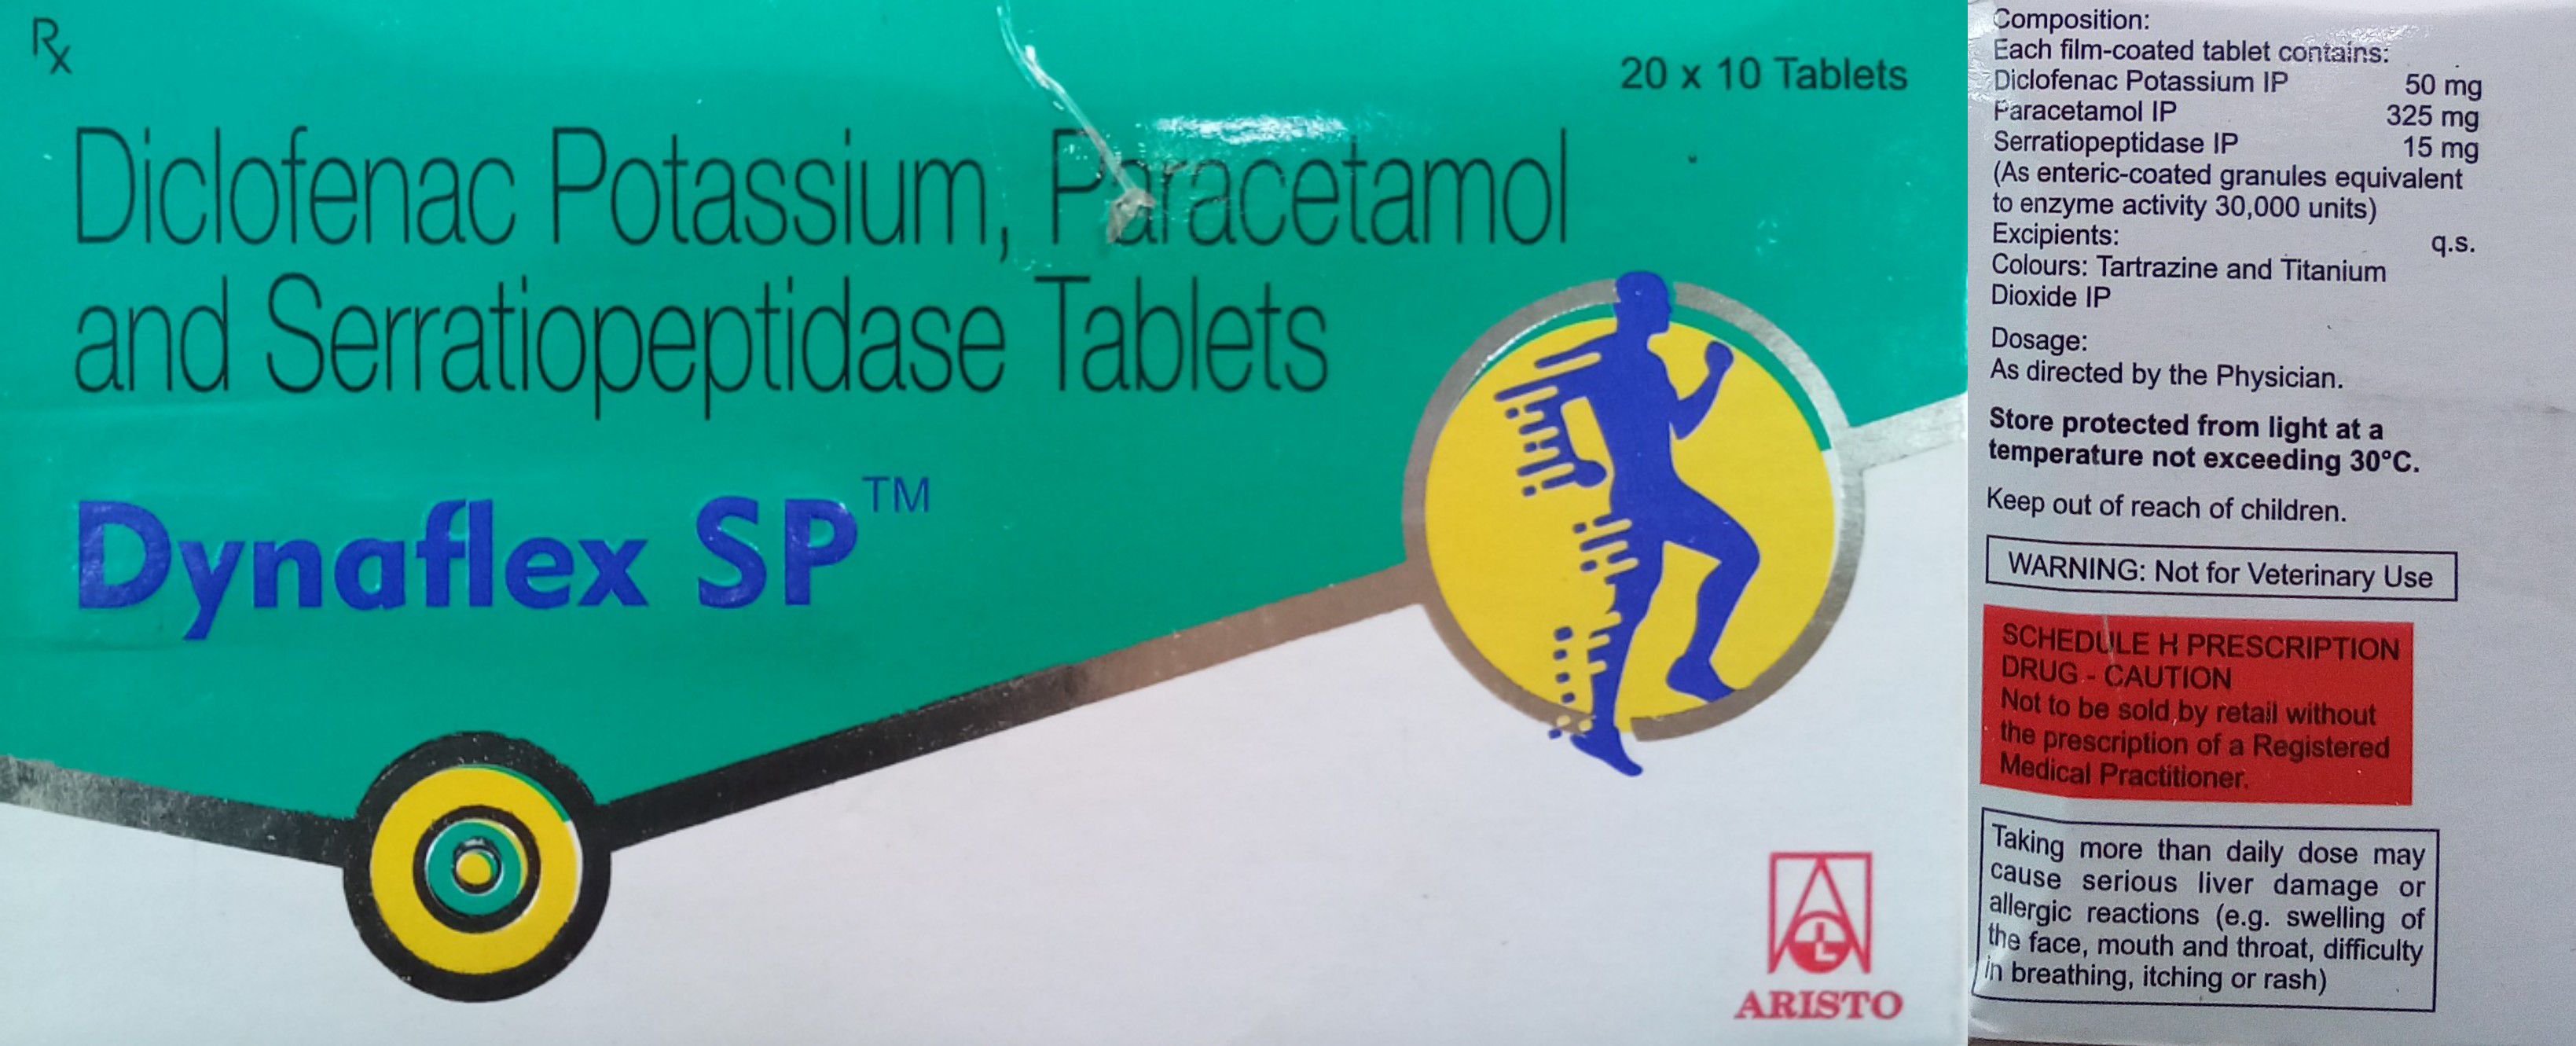 Rx
20 x 10 Tablets
Diclofenac Potassium, Paracetamol
and Serratiopeptidase Tablets
Dynaflex SP™
ARISTO
Composition:
Each film-coated tablet contains:
Diclofenac Potassium IP 50 mg
Paracetamol IP 325 mg
Serratiopeptidase IP 15 mg
(As enteric-coated granules equivalent
to enzyme activity 30,000 units)
Excipients: q.s.
Colours: Tartrazine and Titanium
Dioxide IP
Dosage:
As directed by the Physician.
Store protected from light at a
temperature not exceeding 30°C.
Keep out of reach of children.
WARNING: Not for Veterinary Use
SCHEDULE H PRESCRIPTION
DRUG - CAUTION
Not to be sold by retail without
the prescription of a Registered
Medical Practitioner.
Taking more than daily dose may
cause serious liver damage or
allergic reactions (e.g. swelling of
the face, mouth and throat, difficulty
in breathing, itching or rash)